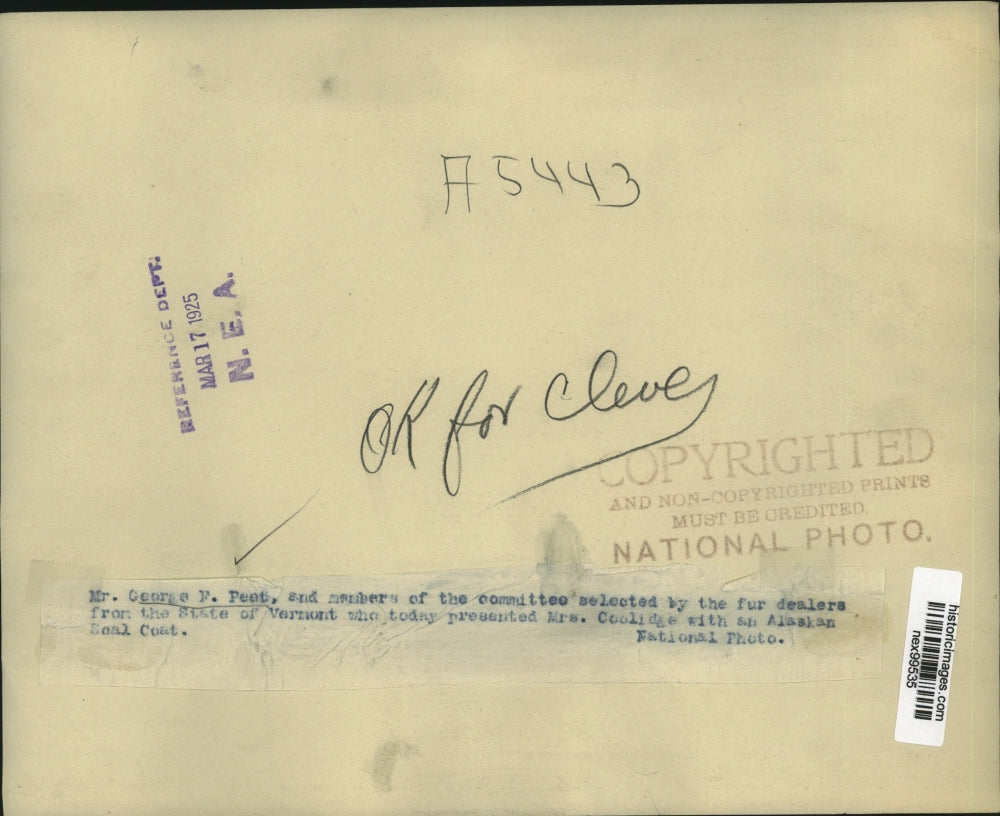 A 5443
REFERENCE DEPT.
MAR 17 1925
N. E. A.
OK for Cleve
COPYRIGHTED
AND NON-COPYRIGHTED PRINTS
MUST BE CREDITED.
NATIONAL PHOTO.
Mr. George F. Peet, and members of the committee selected by the fur dealers
from the State of Vermont who today presented Mrs. Coolidge with an Alaskan
Seal Coat. National Photo.
historicimages.com
nex99535